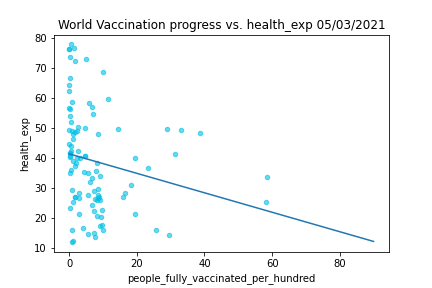 World Vaccination progress vs. health_exp 05/03/2021
80
70
60
50
40
30
20
10
health_exp
0 20 40 60 80
people_fully_vaccinated_per_hundred